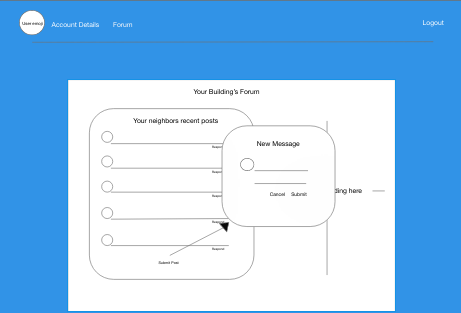 User emoji
Account Details
Forum
Logout
Your Building's Forum
Your neighbors recent posts
Respond
Respond
Respond
Respond
Respond
New Message
Cancel Submit
ding here
Submit Post